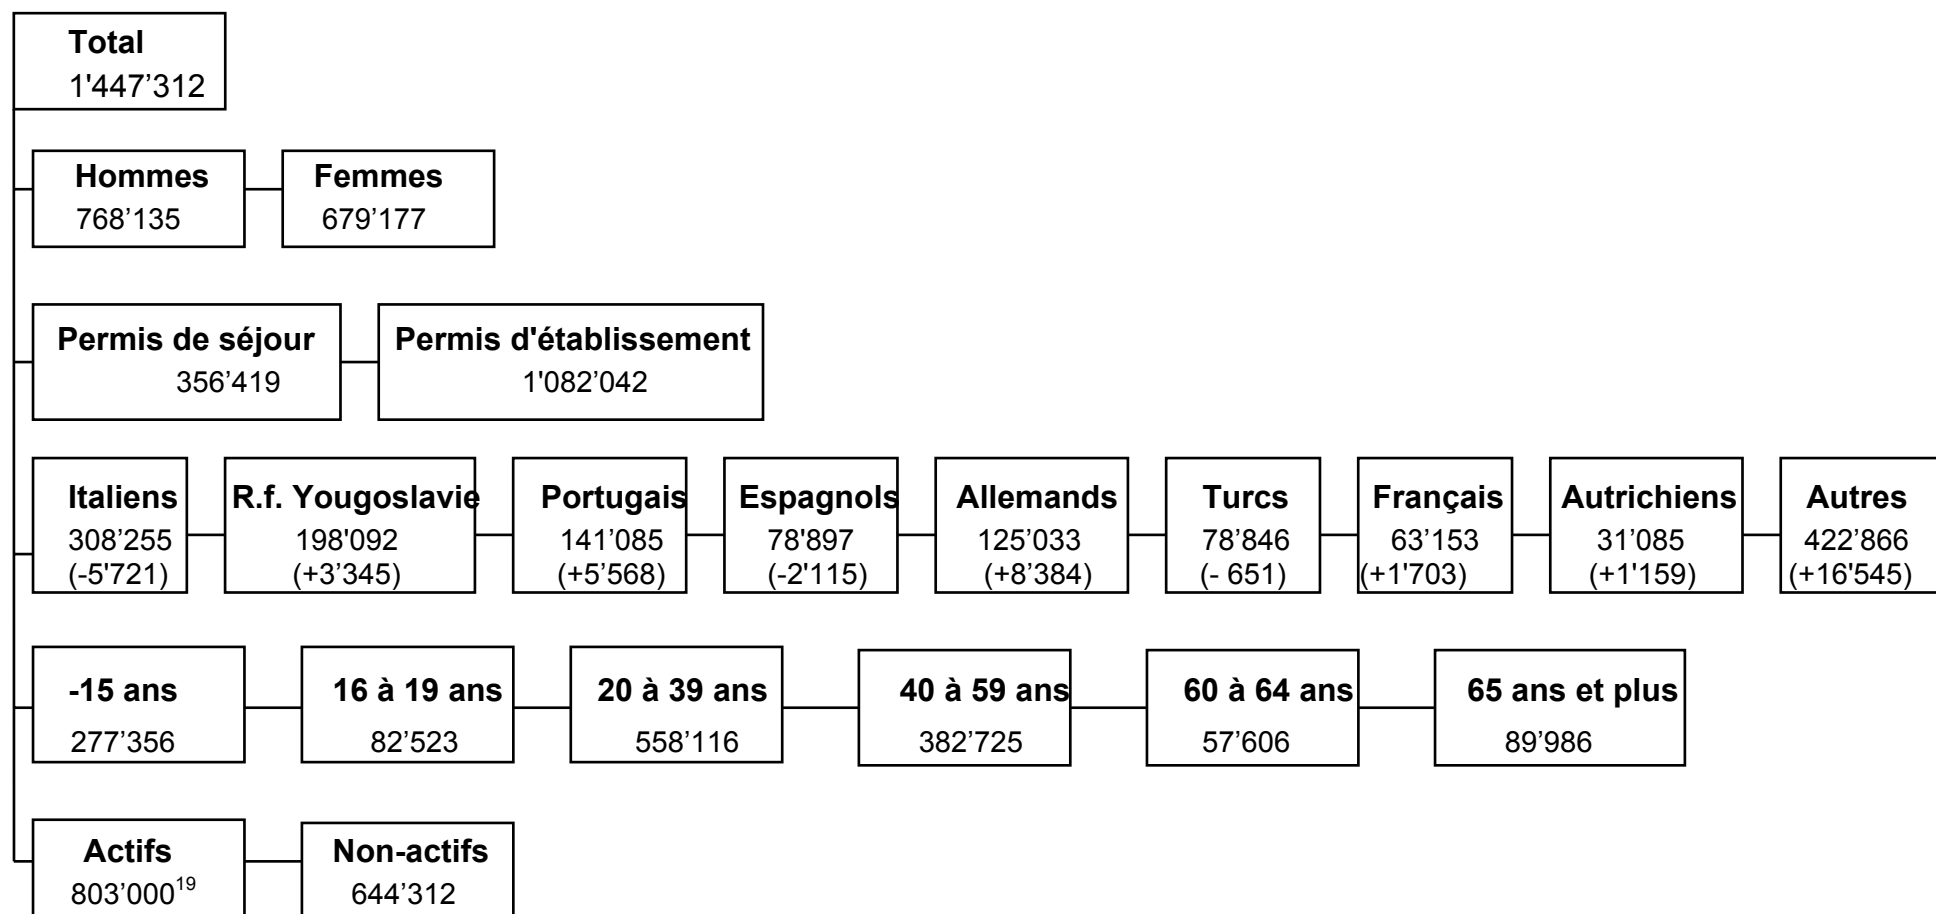 Total
1'447’312
Hommes
768’135
Femmes
679’177
Permis de séjour
356’419
Permis d'établissement
1'082’042
Italiens
308’255
(-5’721)
R.f. Yougoslavie
198'092
(+3’345)
Portugais
141’085
(+5’568)
Espagnols
78'897
(-2'115)
Allemands
125’033
(+8’384)
Turcs
78’846
(- 651)
Français
63’153
(+1’703)
Autrichiens
31’085
(+1’159)
Autres
422’866
(+16'545)
-15 ans
277’356
16 à 19 ans
82’523
20 à 39 ans
558’116
40 à 59 ans
382’725
60 à 64 ans
57’606
65 ans et plus
89’986
Actifs
803’000¹⁹
Non-actifs
644’312